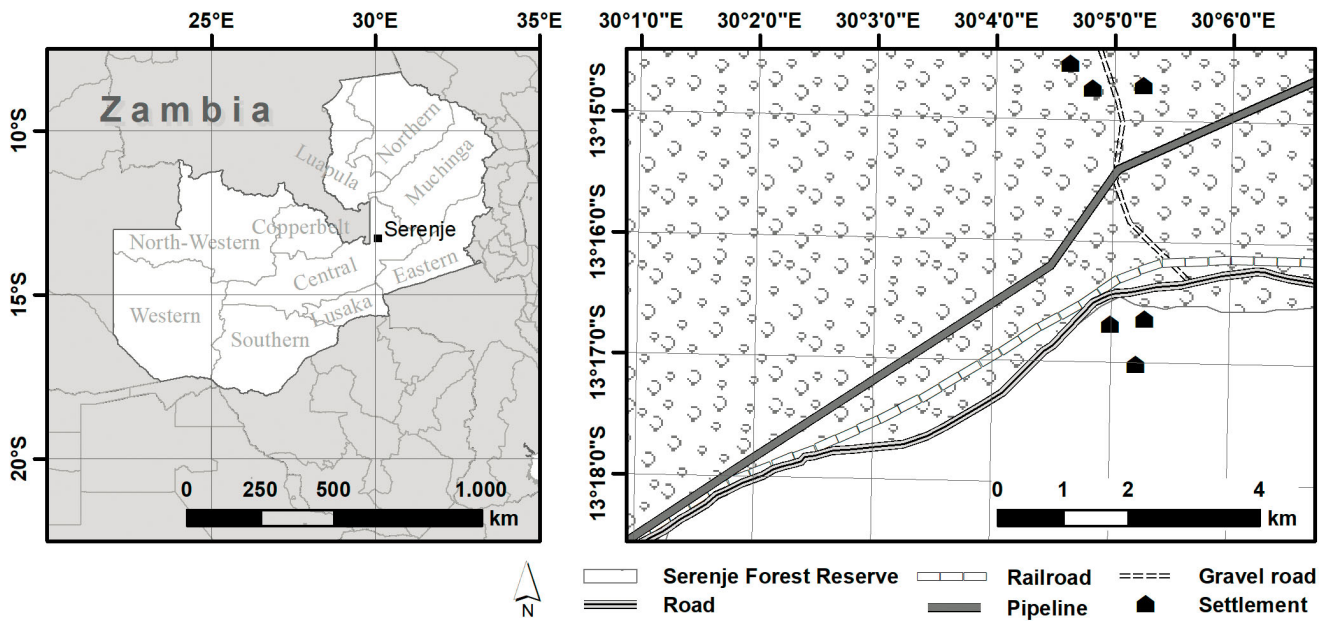 25°E 30°E 35°E
30°1'0"E 30°2'0"E 30°3'0"E 30°4'0"E 30°5'0"E 30°6'0"E
Zambia
10°S
15°S
20°S
Northern
Luapula
Muchinga
Copperbelt
Serenje
North-Western
Central
Eastern
Western
Lusaka
Southern
0 250 500 1.000
km
13°15'0"S
13°16'0"S
13°17'0"S
13°18'0"S
0 1 2 4
km
N
Serenje Forest Reserve Railroad Gravel road
Road Pipeline Settlement